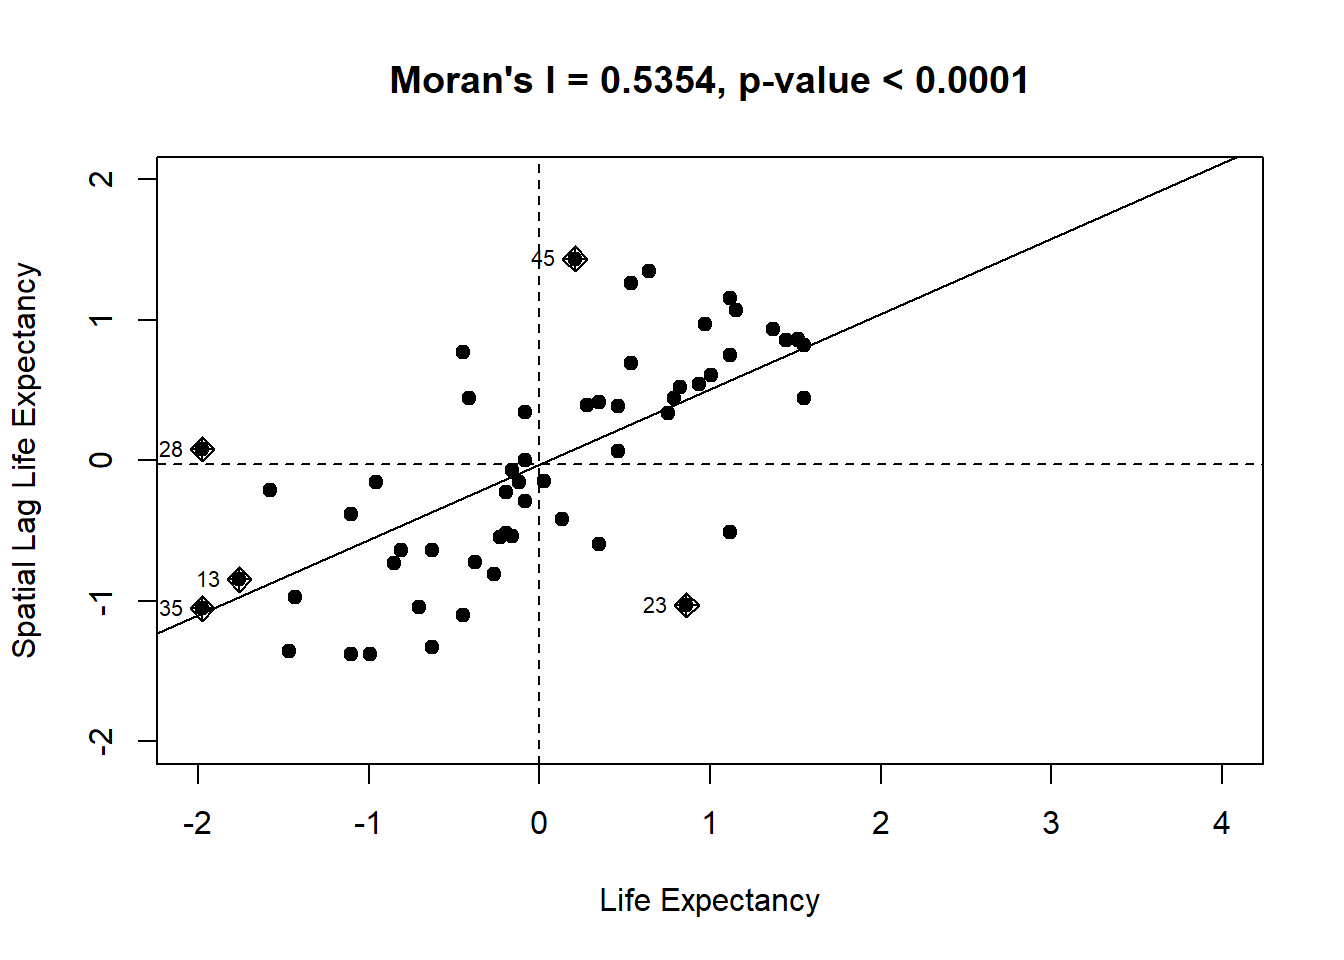 Moran's I = 0.5354, p-value < 0.0001
Spatial Lag Life Expectancy
2
1
0
-1
-2
45
28
13
35
23
-2 -1 0 1 2 3 4
Life Expectancy